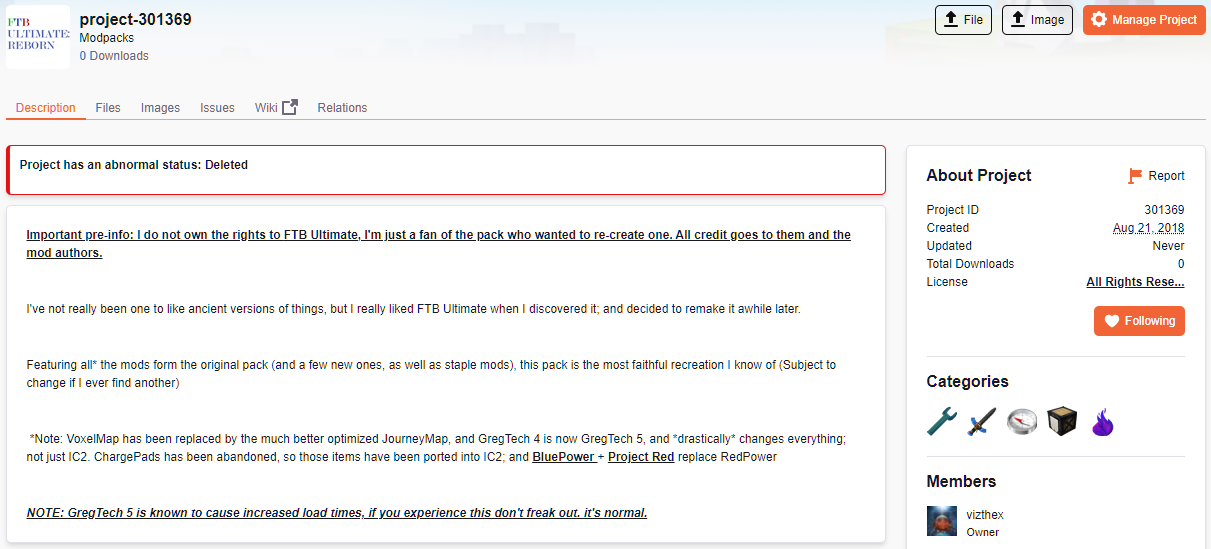 FTB
ULTIMATE:
REBORN
project-301369
Modpacks
0 Downloads
File
Image
Manage Project
Description
Files
Images
Issues
Wiki
Relations
Project has an abnormal status: Deleted
Important pre-info: I do not own the rights to FTB Ultimate, I'm just a fan of the pack who wanted to re-create one. All credit goes to them and the
mod authors.
I've not really been one to like ancient versions of things, but I really liked FTB Ultimate when I discovered it; and decided to remake it awhile later.
Featuring all* the mods form the original pack (and a few new ones, as well as staple mods), this pack is the most faithful recreation I know of (Subject to
change if I ever find another)
*Note: VoxelMap has been replaced by the much better optimized JourneyMap, and GregTech 4 is now GregTech 5, and *drastically* changes everything;
not just IC2. ChargePads has been abandoned, so those items have been ported into IC2; and BluePower + Project Red replace RedPower
NOTE: GregTech 5 is known to cause increased load times, if you experience this don't freak out. it's normal.
About Project
Report
Project ID 301369
Created Aug 21, 2018
Updated Never
Total Downloads 0
License All Rights Rese...
Following
Categories
Members
vizthex
Owner